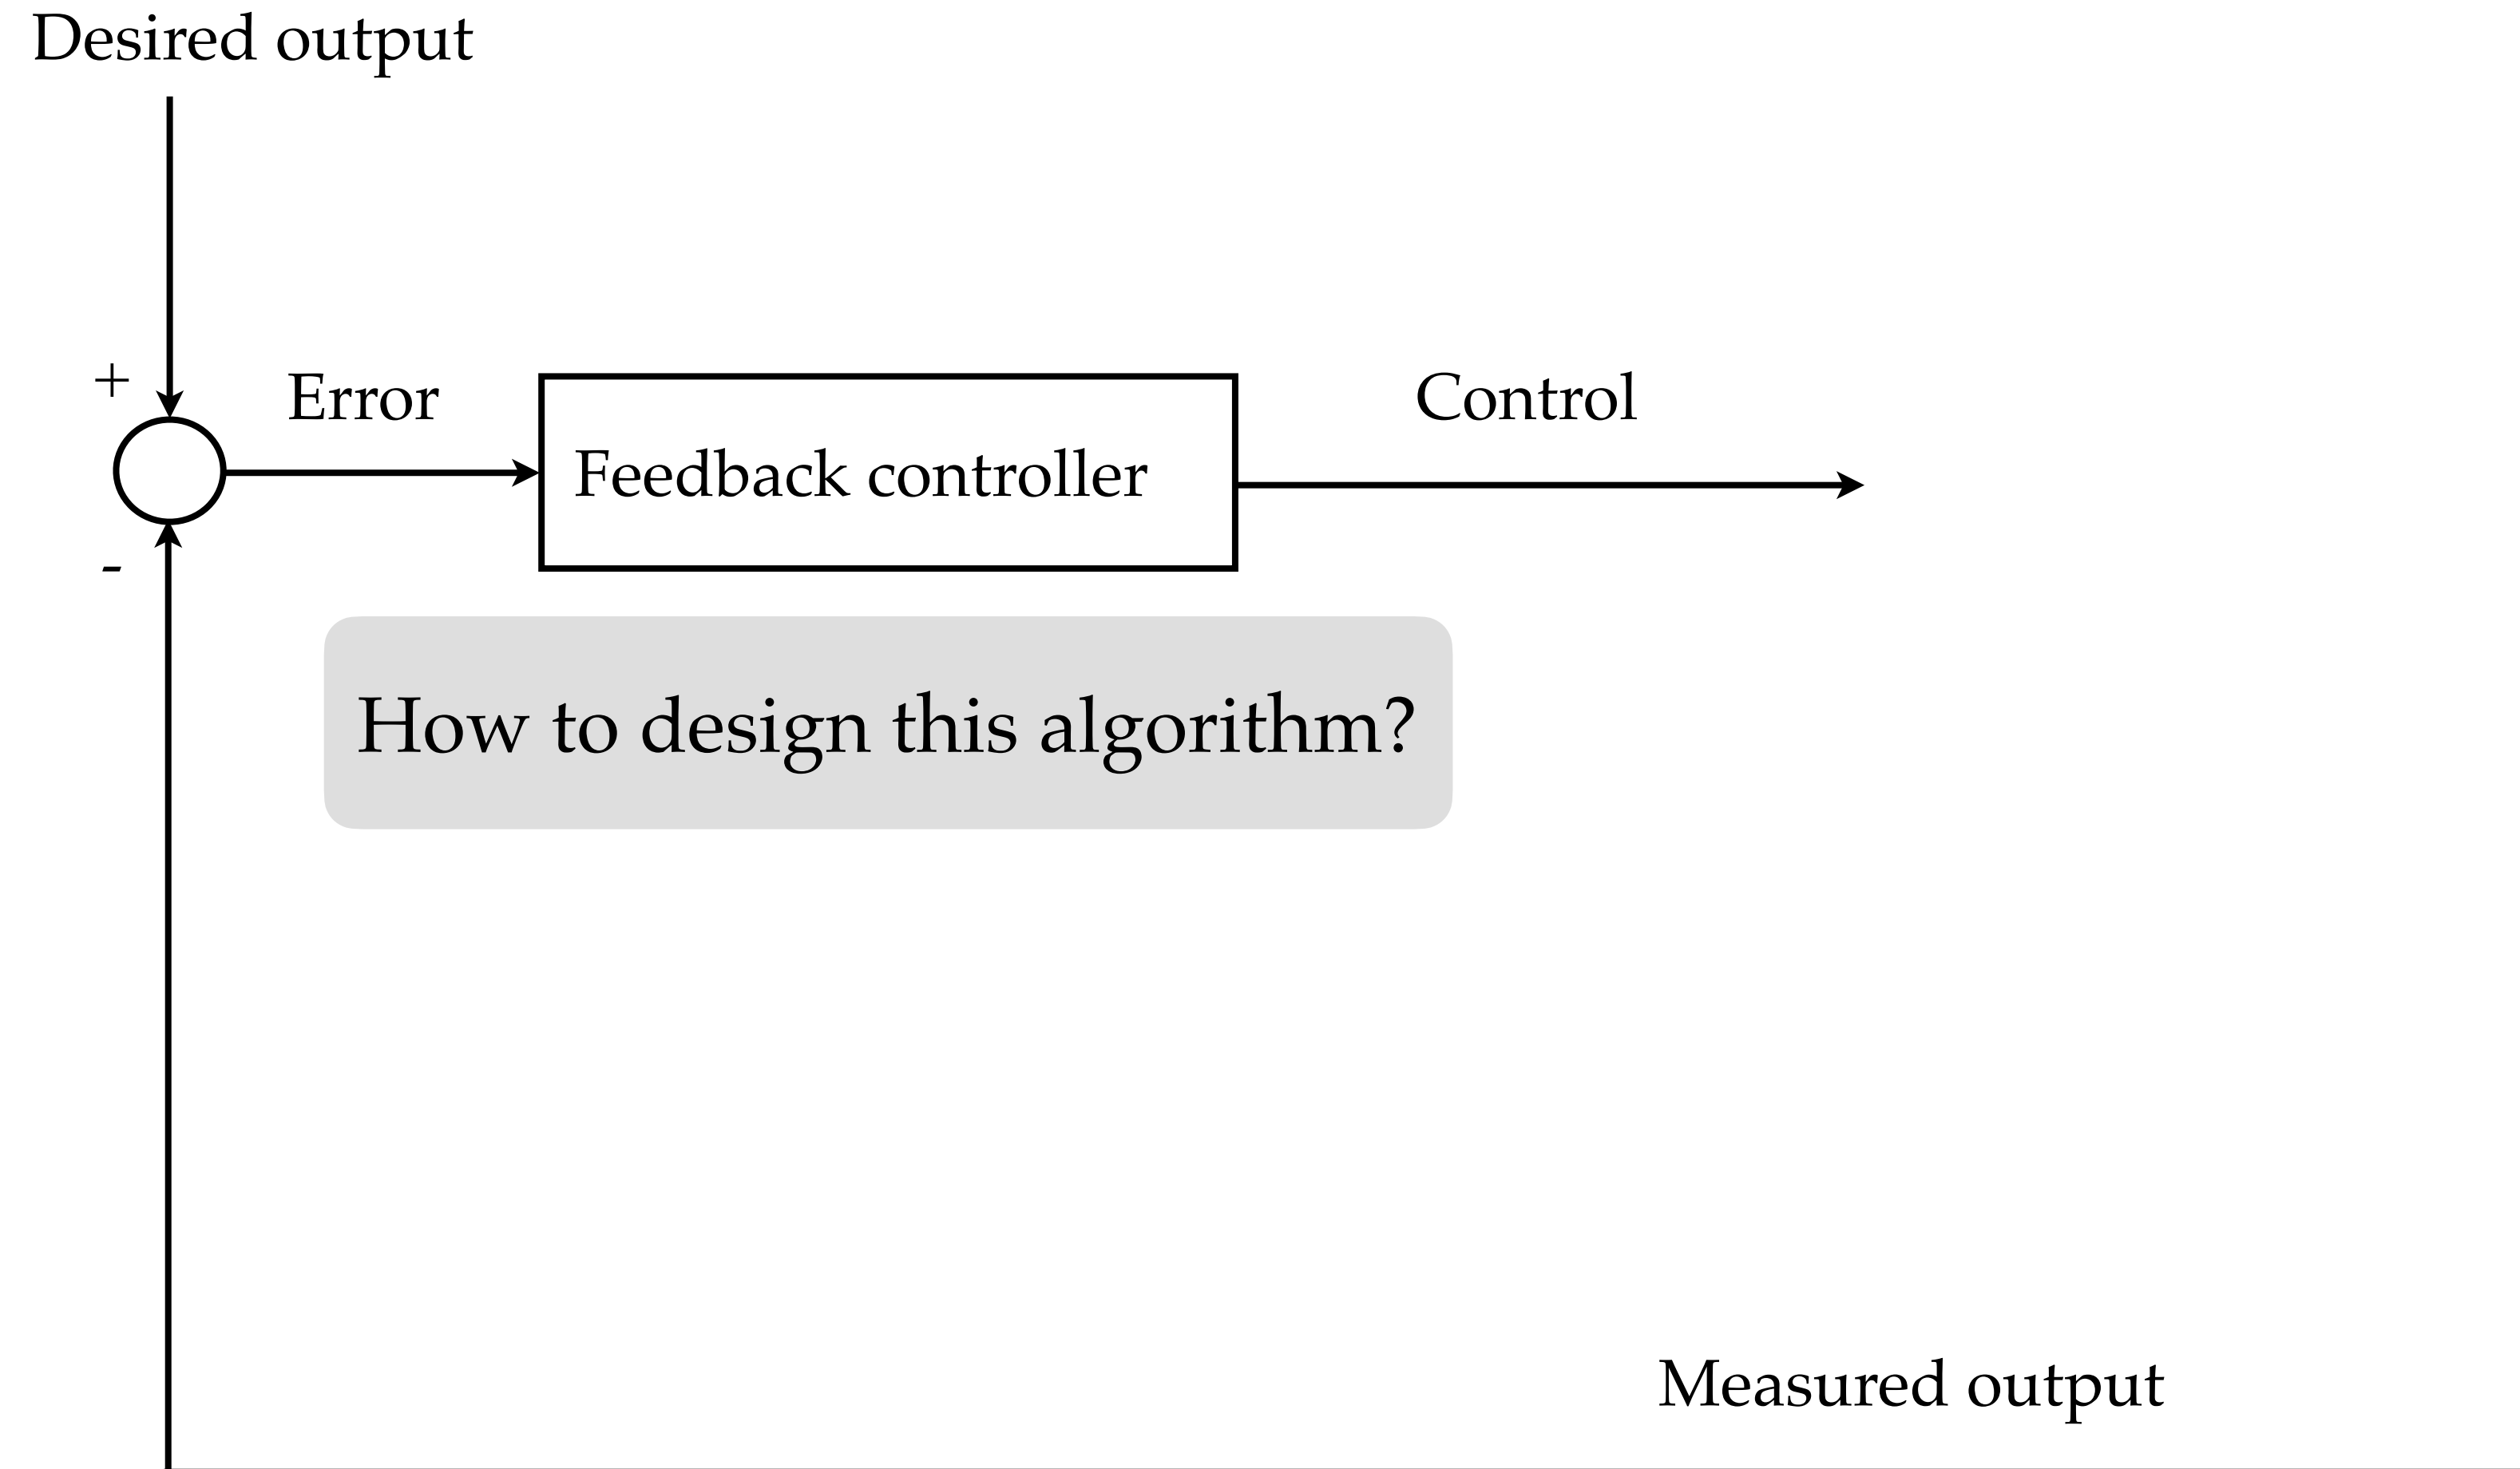 Desired output
+
Error
Control
Feedback controller
-
How to design this algorithm?
Measured output